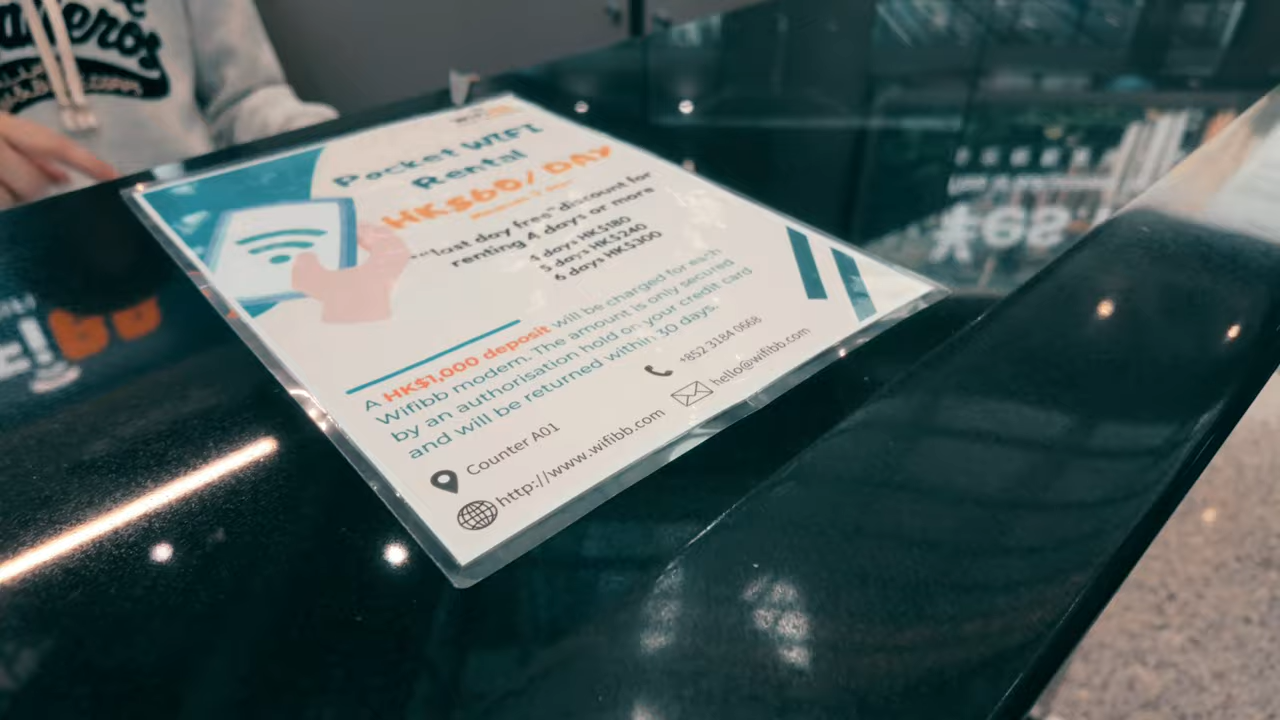 Pocket WIFI
Rental
HK$60/ DAY
"last day free" discount for
renting 4 days or more
4 days HK$180
5 days HK$240
6 days HK$300
A HK$1,000 deposit will be charged for each
Wifibb modem. The amount is only secured
by an authorisation hold on your credit card
and will be returned within 30 days.
+852 3184 0668
hello@wifibb.com
Counter A01
http://www.wifibb.com